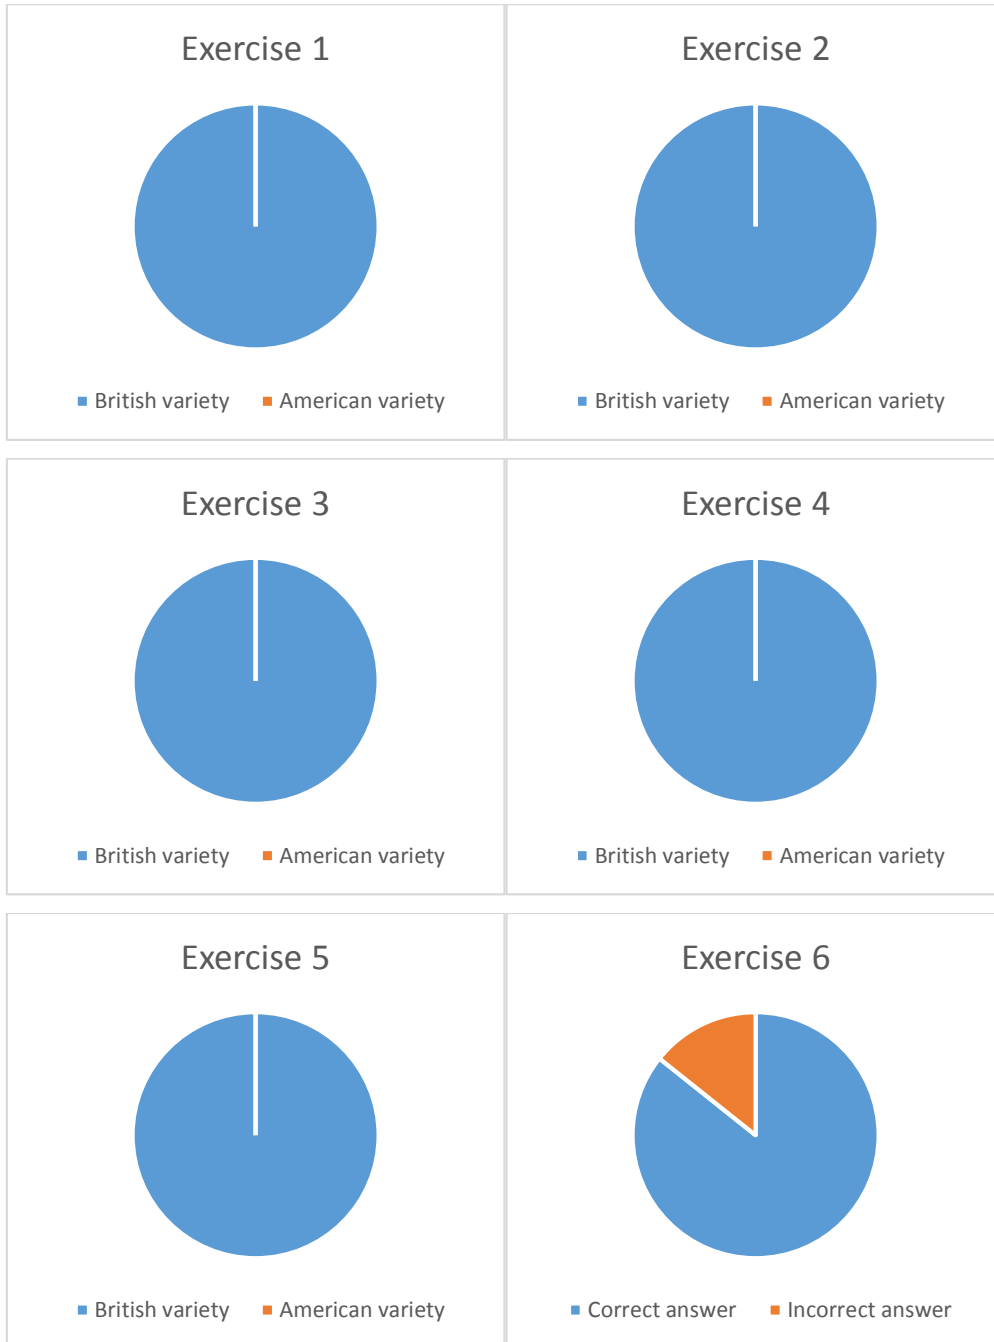 Exercise 1
British variety American variety
Exercise 2
British variety American variety
Exercise 3
British variety American variety
Exercise 4
British variety American variety
Exercise 5
British variety American variety
Exercise 6
Correct answer Incorrect answer